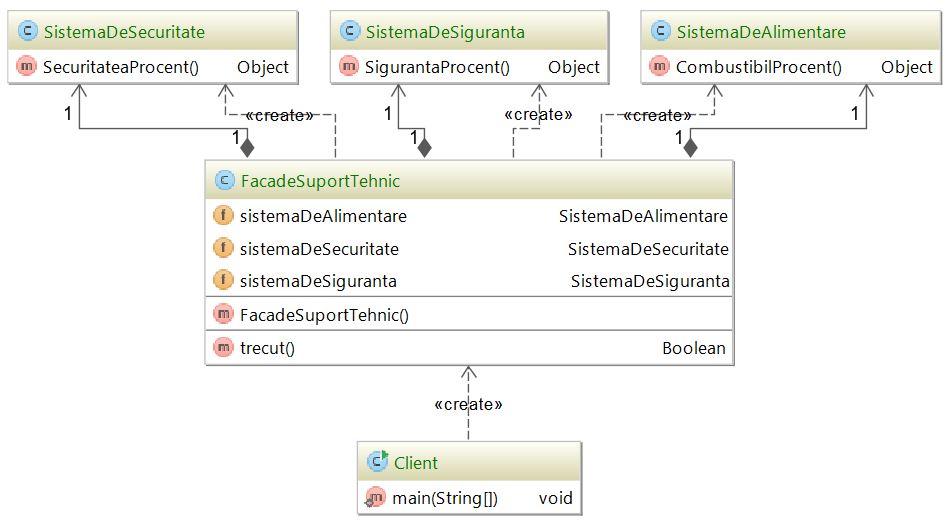 SistemaDeSecuritate
SecuritateaProcent() Object
SistemaDeSiguranta
SigurantaProcent() Object
SistemaDeAlimentare
CombustibilProcent() Object
1 «create» 1
1 «create» 1
«create» 1 1
FacadeSuportTehnic
sistemaDeAlimentare SistemaDeAlimentare
sistemaDeSecuritate SistemaDeSecuritate
sistemaDeSiguranta SistemaDeSiguranta
FacadeSuportTehnic()
trecut() Boolean
«create»
Client
main(String[]) void